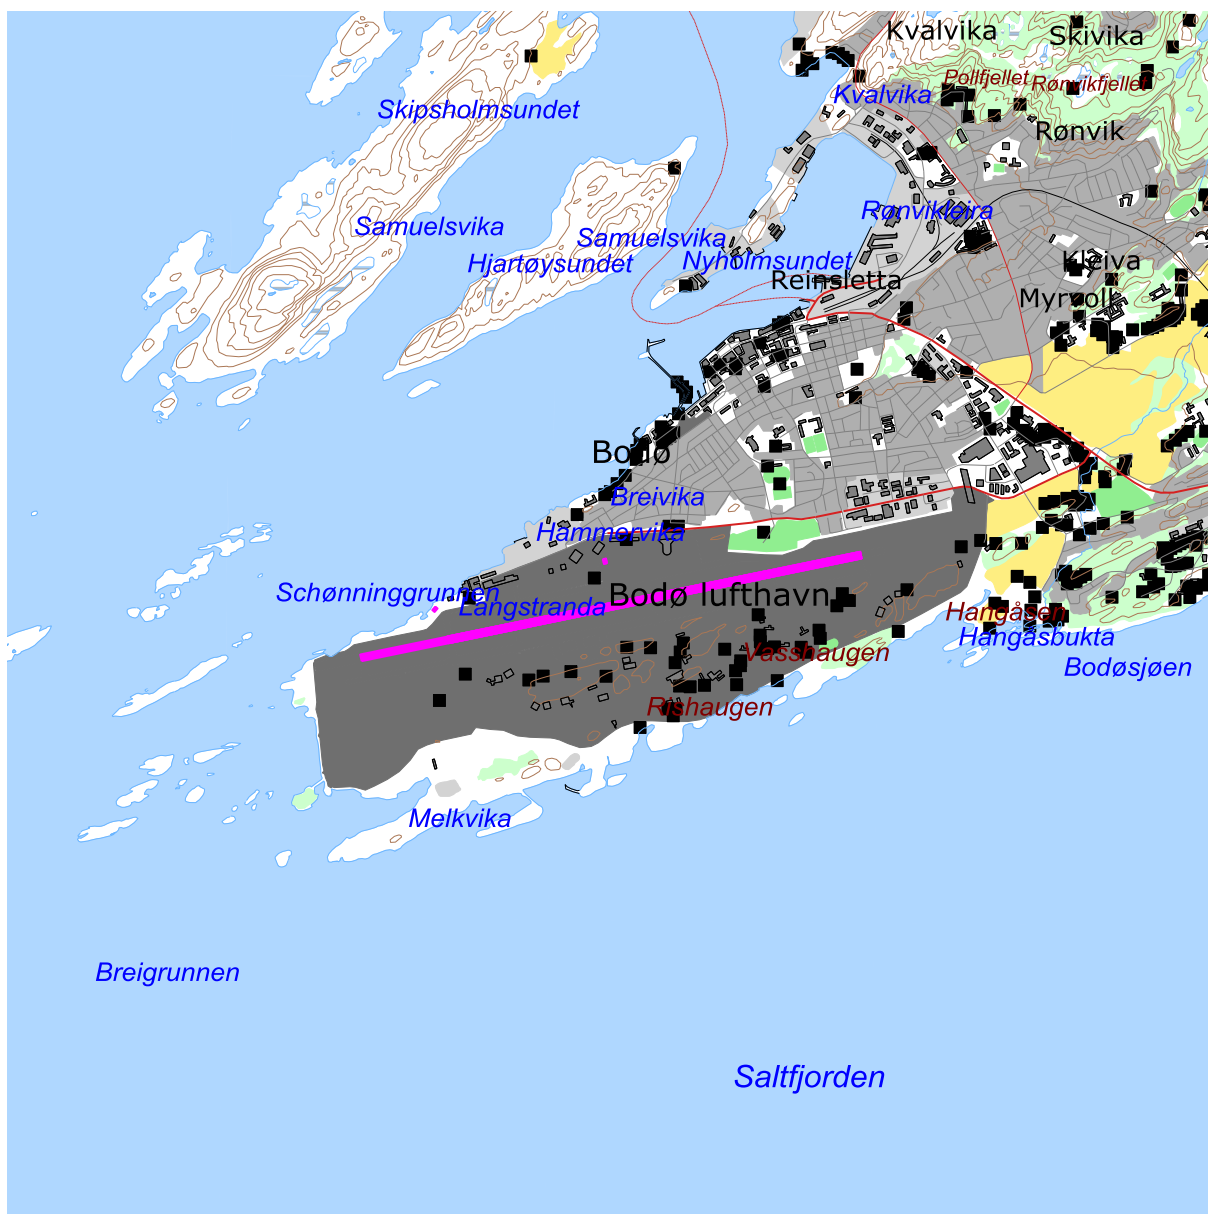 Kvalvika
Skivika
Pollfjellet
Rønvikfjellet
Kvalvika
Skipsholmsundet
Rønvik
Rønvikleira
Samuelsvika
Samuelsvika
Hjartøysundet
Nyholmsundet
Kleiva
Reinsletta
Myrvoll
Bodø
Breivika
Hammorvika
Schønninggrunnen
Langstranda
Bodø lufthavn
Hangåsen
Hangåsbukta
Vasshaugen
Bodøsjøen
Rishaugen
Melkvika
Breigrunnen
Saltfjorden